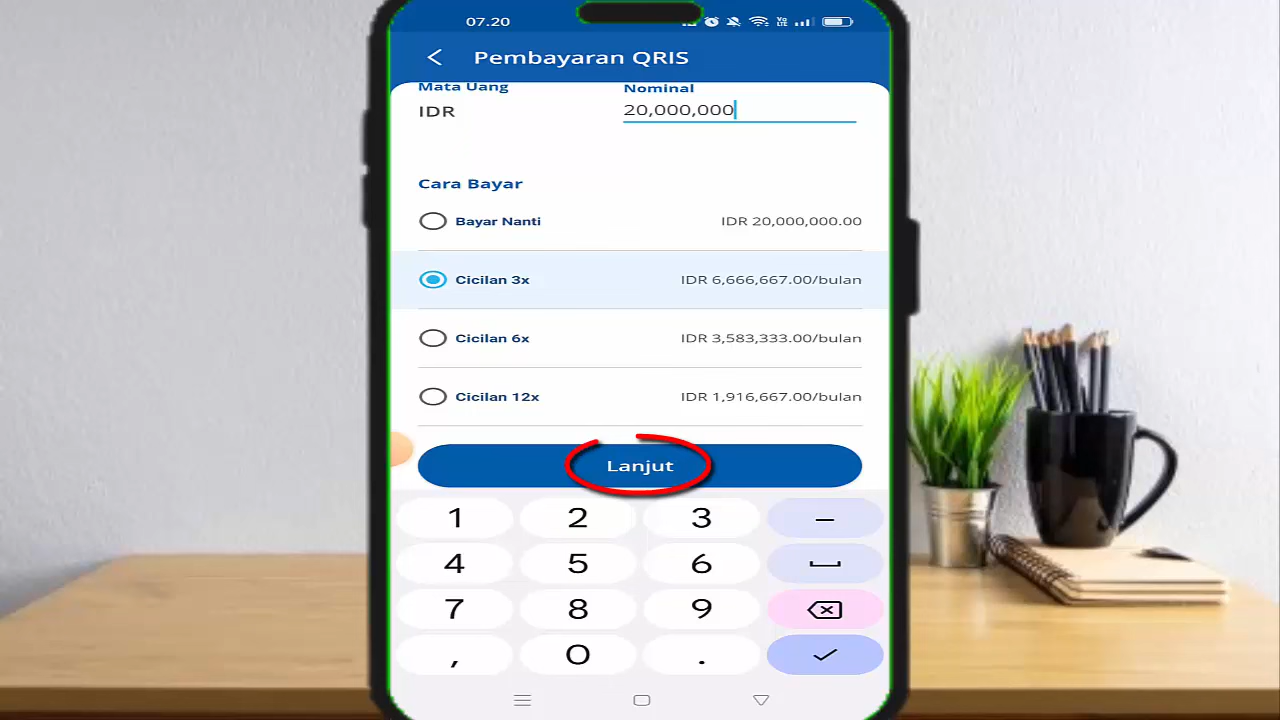 07.20
Pembayaran QRIS
Mata Uang Nominal
IDR 20,000,000
Cara Bayar
Bayar Nanti IDR 20,000,000.00
Cicilan 3x IDR 6,666,667.00/bulan
Cicilan 6x IDR 3,583,333.00/bulan
Cicilan 12x IDR 1,916,667.00/bulan
Lanjut
1 2 3 –
4 5 6
7 8 9
, 0 .